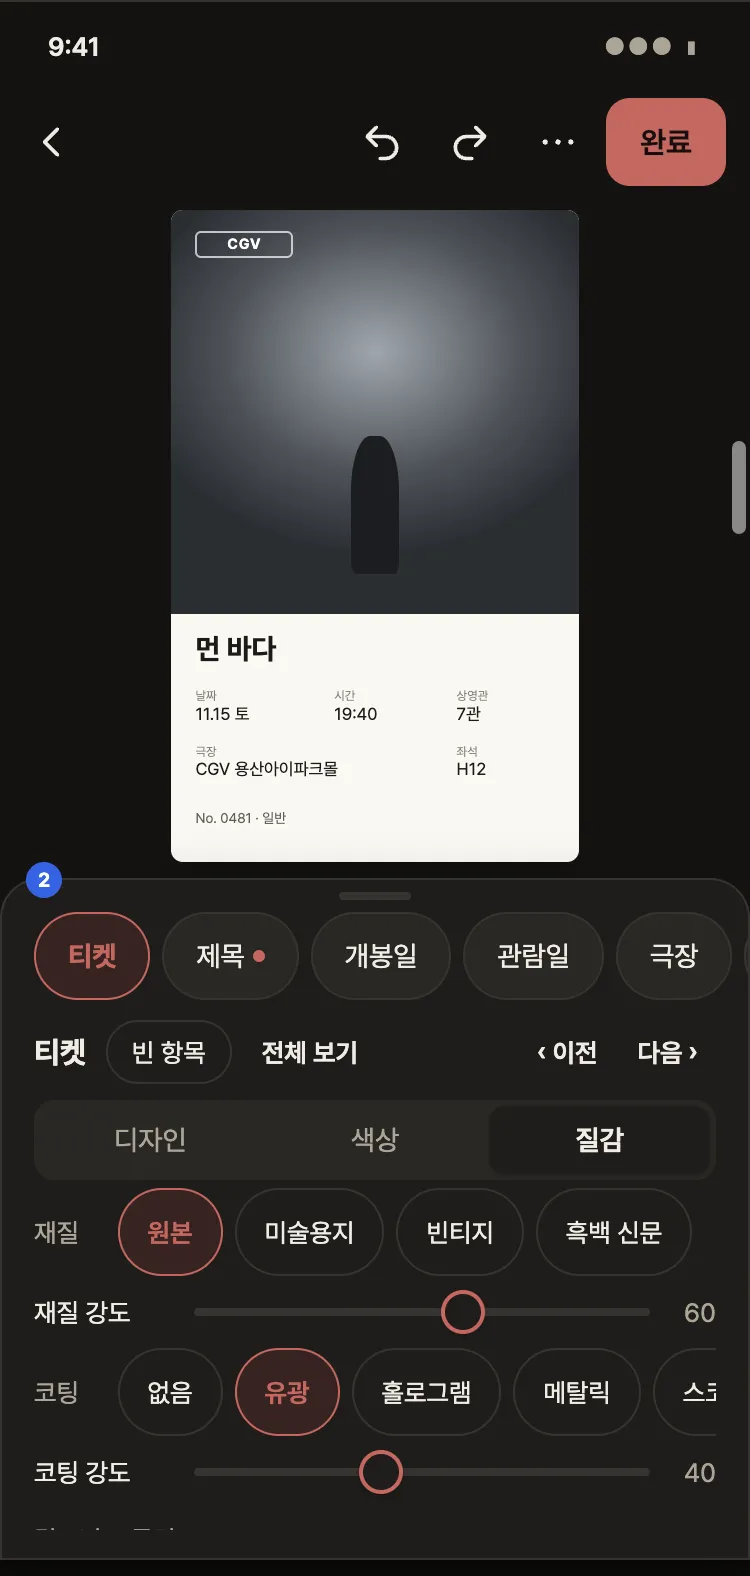 9:41
완료
CGV
먼 바다
날짜 시간 상영관
11.15 토 19:40 7관
극장 좌석
CGV 용산아이파크몰 H12
No. 0481 · 일반
2
티켓 제목 개봉일 관람일 극장
티켓 빈 항목 전체 보기 ‹ 이전 다음 ›
디자인 색상 질감
재질 원본 미술용지 빈티지 흑백 신문
재질 강도 60
코팅 없음 유광 홀로그램 메탈릭
코팅 강도 40